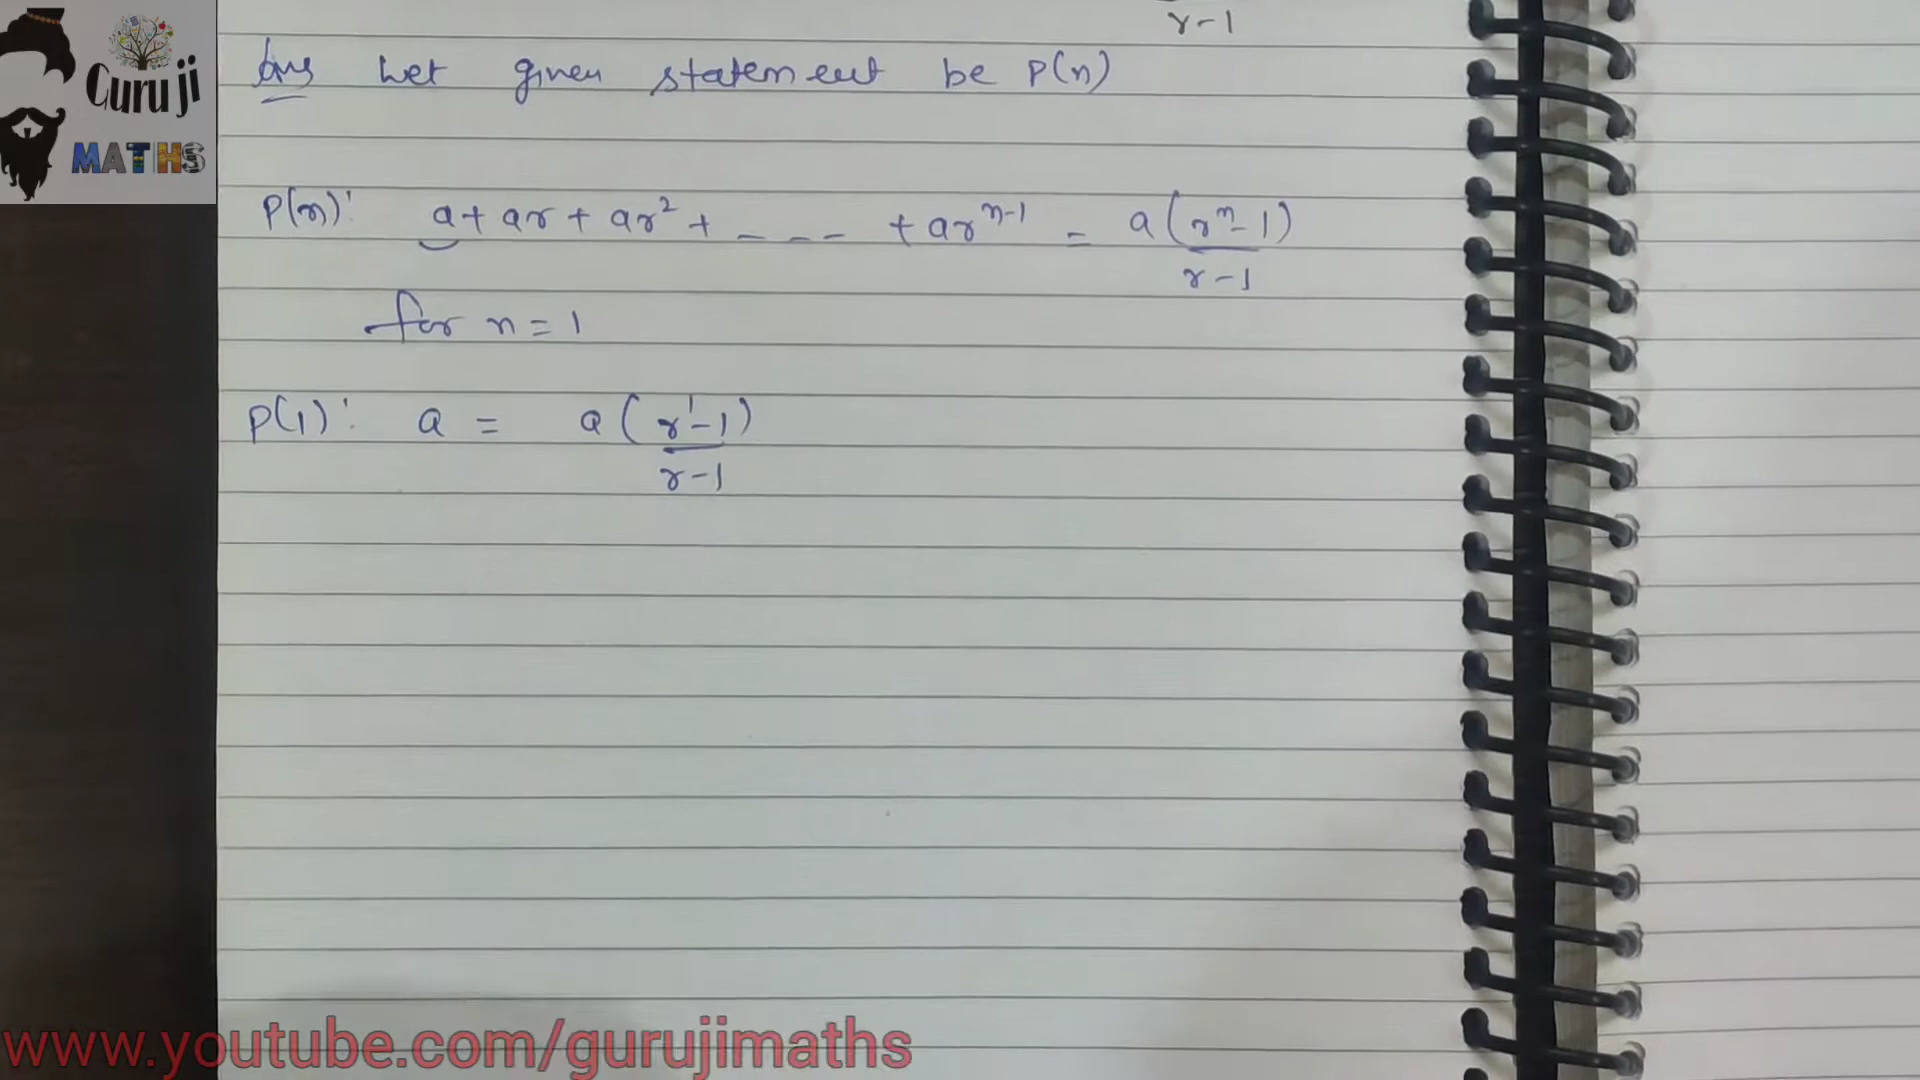 r-1
Guru ji
MATHS
Ans Let given statement be P(n)
P(n): a + ar + ar² + - - - + arⁿ⁻¹ = a(rⁿ-1)
r-1
for n = 1
P(1): a = a(r¹-1)
r-1
www.youtube.com/gurujimaths